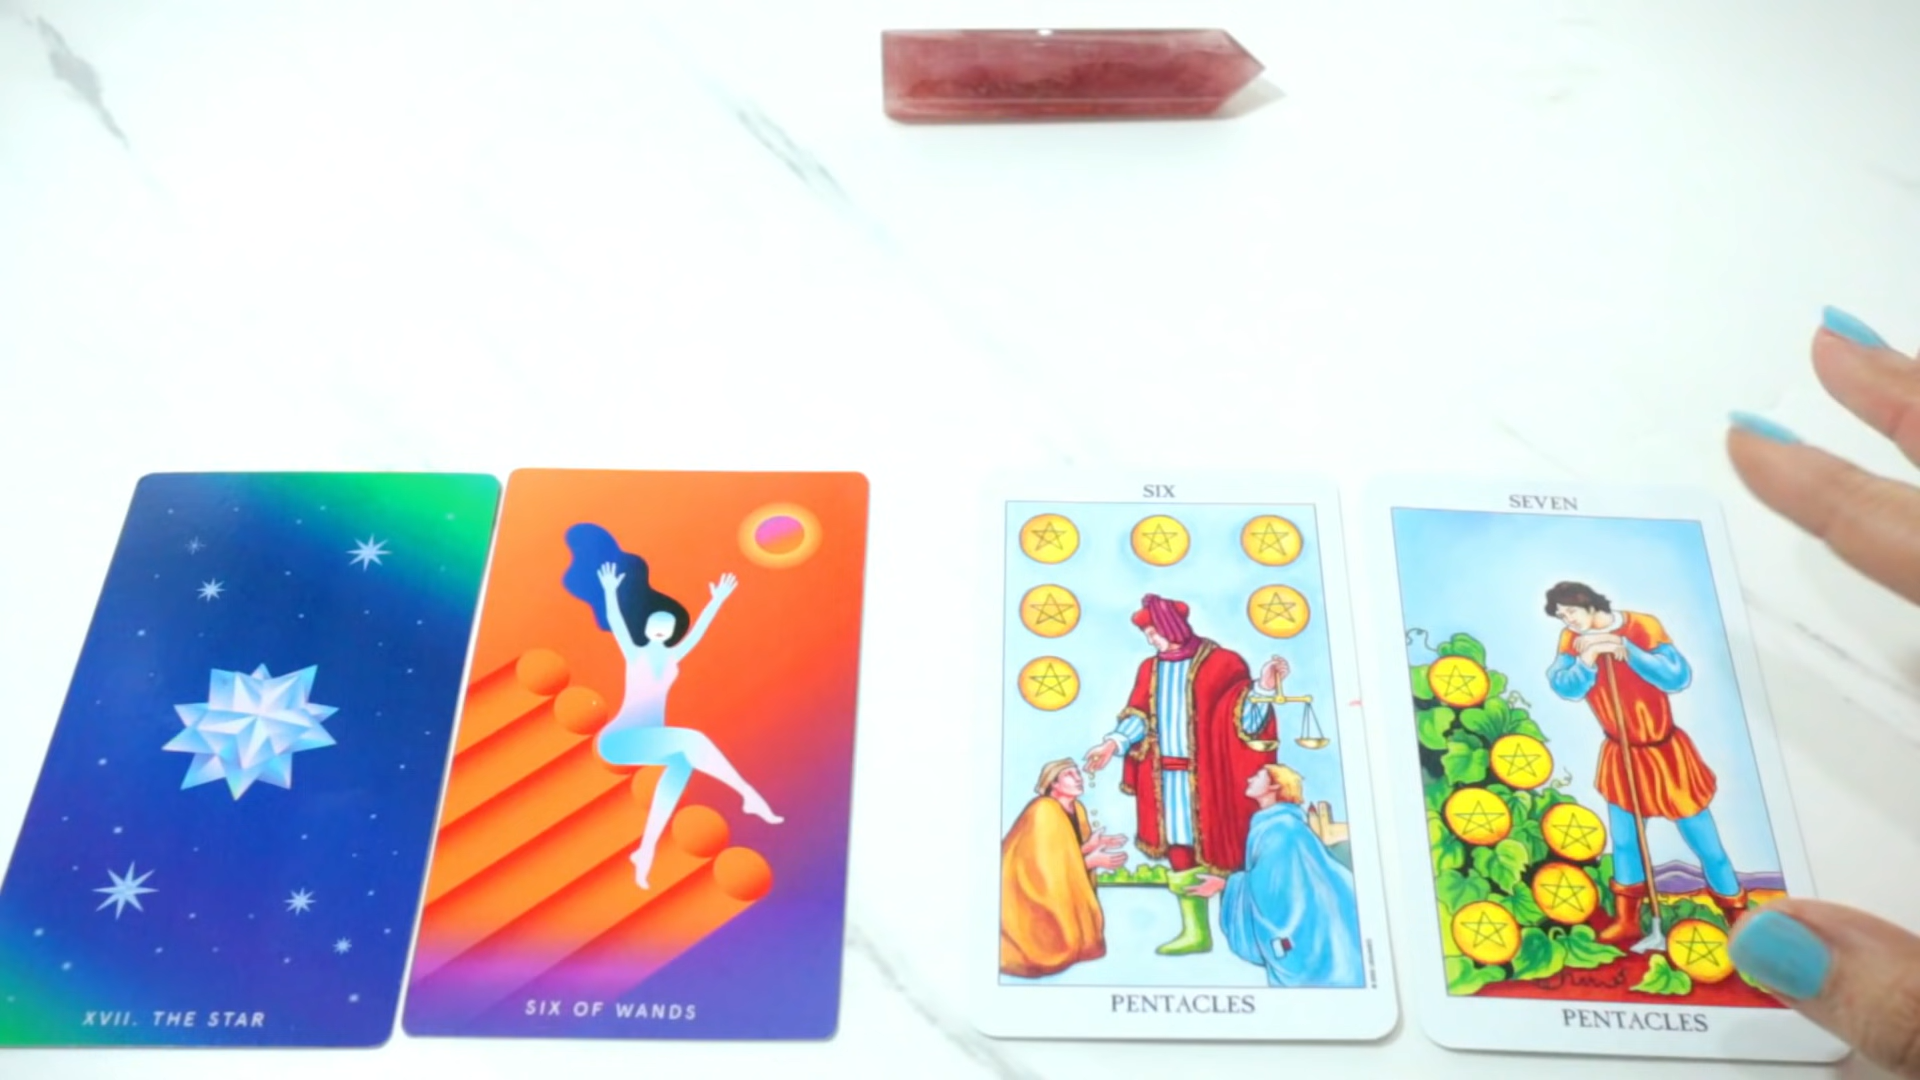 XVII. THE STAR
SIX OF WANDS
SIX
PENTACLES
SEVEN
PENTACLES